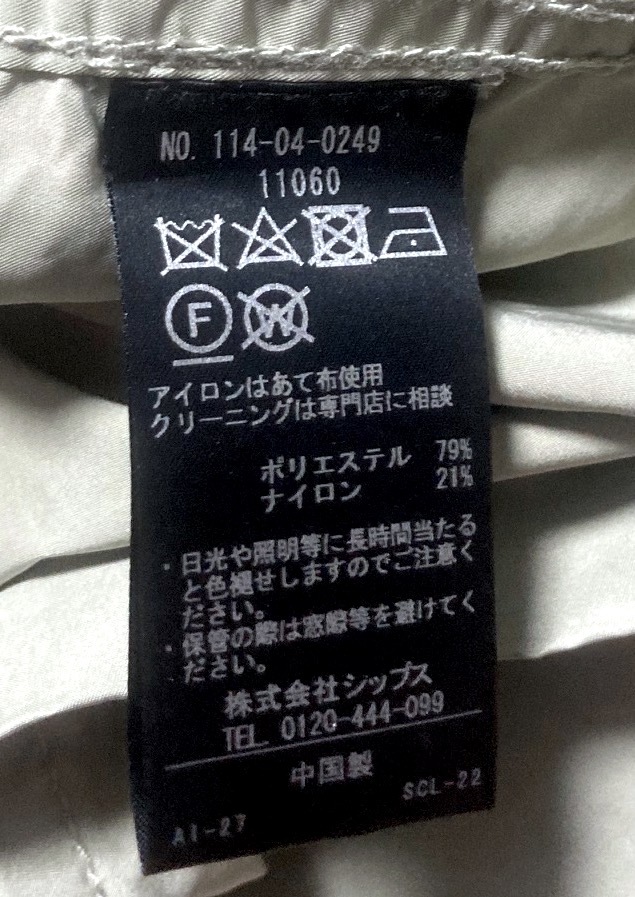 NO. 114-04-0249
11060
F
W
アイロンはあて布使用
クリーニングは専門店に相談
ポリエステル 79%
ナイロン 21%
・日光や照明等に長時間当たる
と色褪せしますのでご注意く
ださい。
・保管の際は窓際等を避けてく
ださい。
株式会社シップス
TEL 0120-444-099
中国製
AI-27 SCL-22